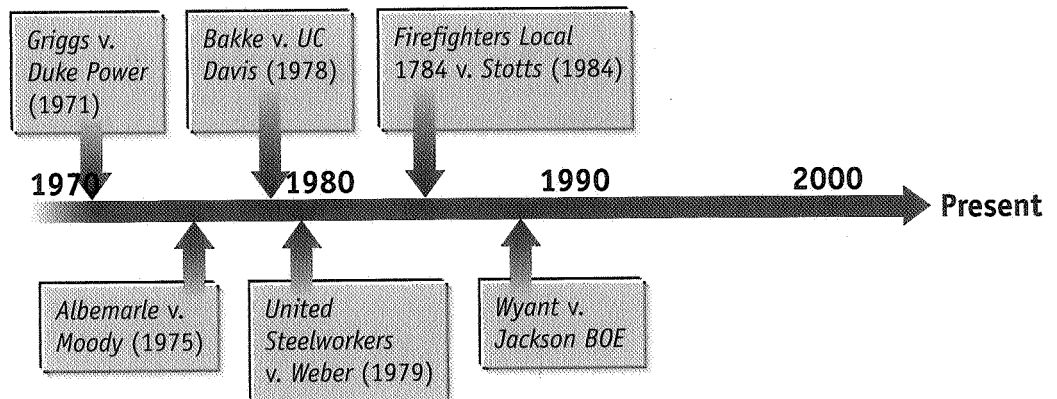 Griggs v.
Duke Power
(1971)
Bakke v. UC
Davis (1978)
Firefighters Local
1784 v. Stotts (1984)
1970
1980
1990
2000
Present
Albemarle v.
Moody (1975)
United
Steelworkers
v. Weber (1979)
Wyant v.
Jackson BOE